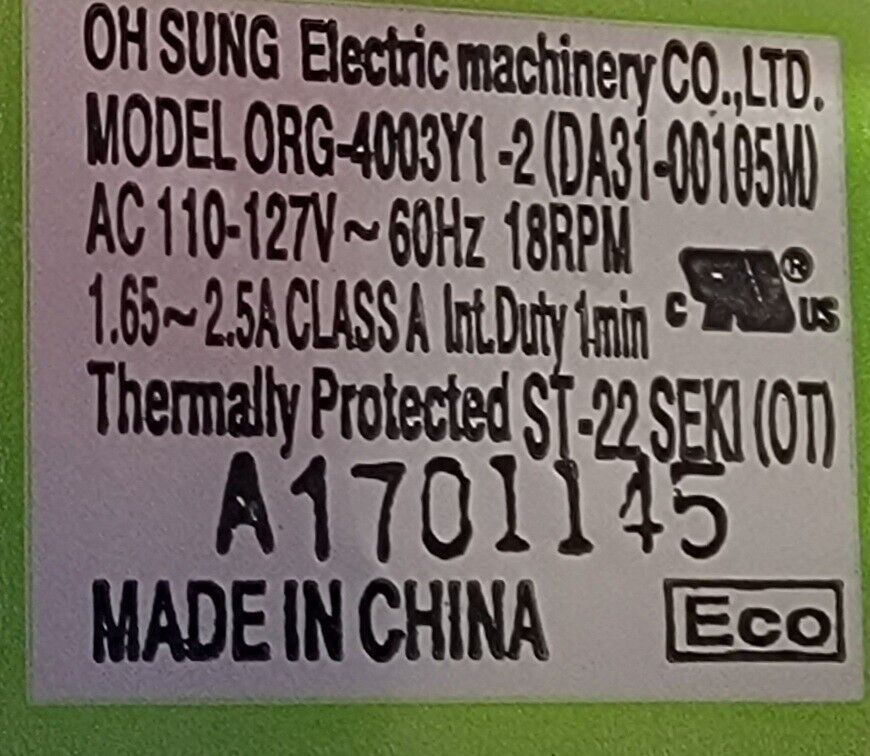 OH SUNG Electric machinery CO.,LTD.
MODEL ORG-4003Y1-2 (DA31-00105M)
AC 110-127V~60Hz 18RPM
1.65~2.5A CLASS A Int.Duty 1min
c RU ® US
Thermally Protected ST-22 SEKI (OT)
A1701145
MADE IN CHINA
Eco